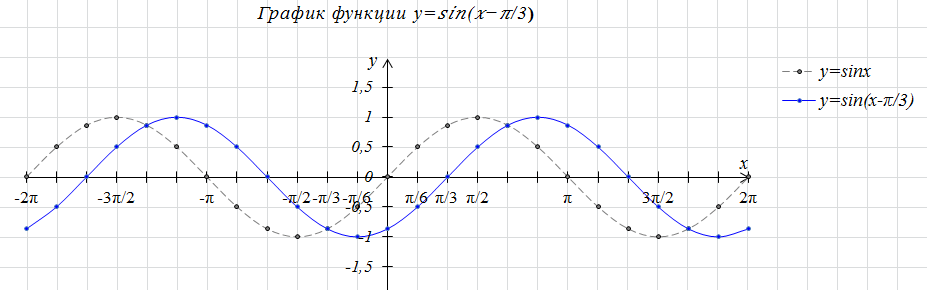 График функции y=sin(x−π/3)
y
1,5
1
0,5
0
-0,5
-1
-1,5
x
-2π -3π/2 -π -π/2 -π/3 -π/6 π/6 π/3 π/2 π 3π/2 2π
y=sinx
y=sin(x-π/3)